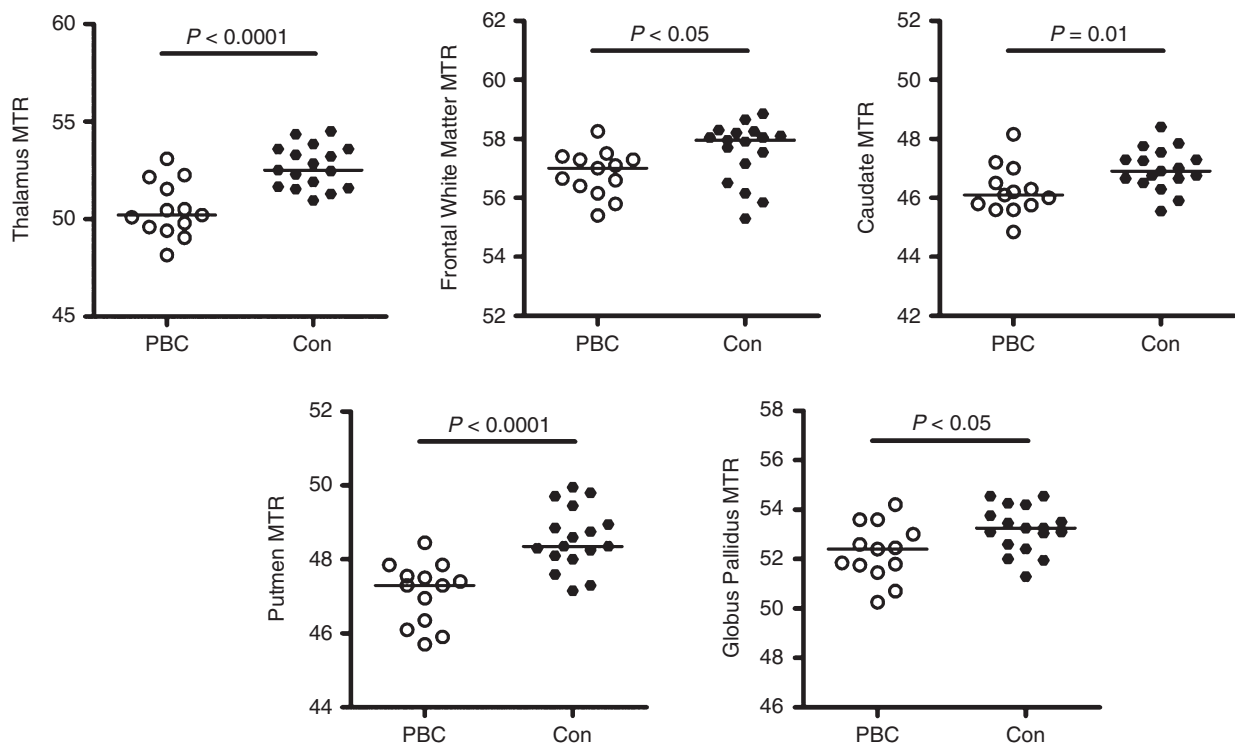 60
55
50
45
Thalamus MTR
P < 0.0001
PBC
Con
62
60
58
56
54
52
Frontal White Matter MTR
P < 0.05
PBC
Con
52
50
48
46
44
42
Caudate MTR
P = 0.01
PBC
Con
52
50
48
46
44
Putmen MTR
P < 0.0001
PBC
Con
58
56
54
52
50
48
46
Globus Pallidus MTR
P < 0.05
PBC
Con